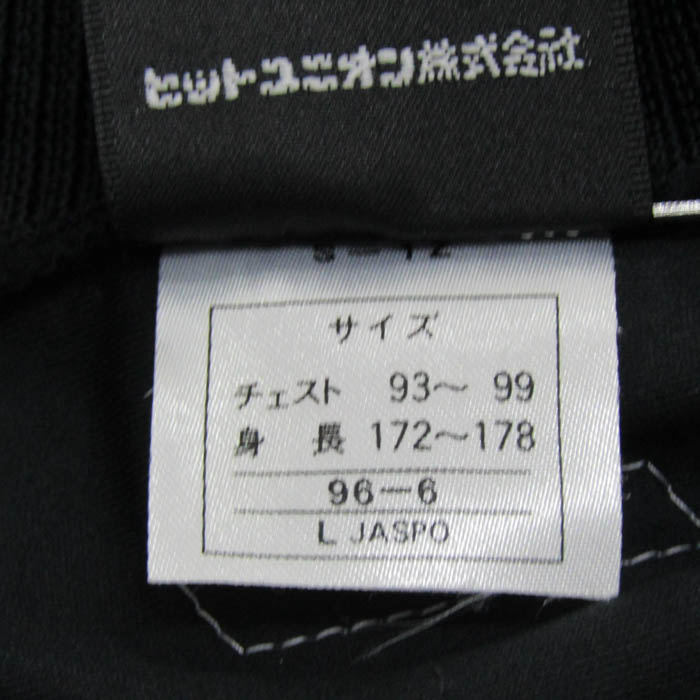 ヒットユニオン株式会社
サイズ
チェスト 93〜 99
身 長 172〜178
96－6
L JASPO